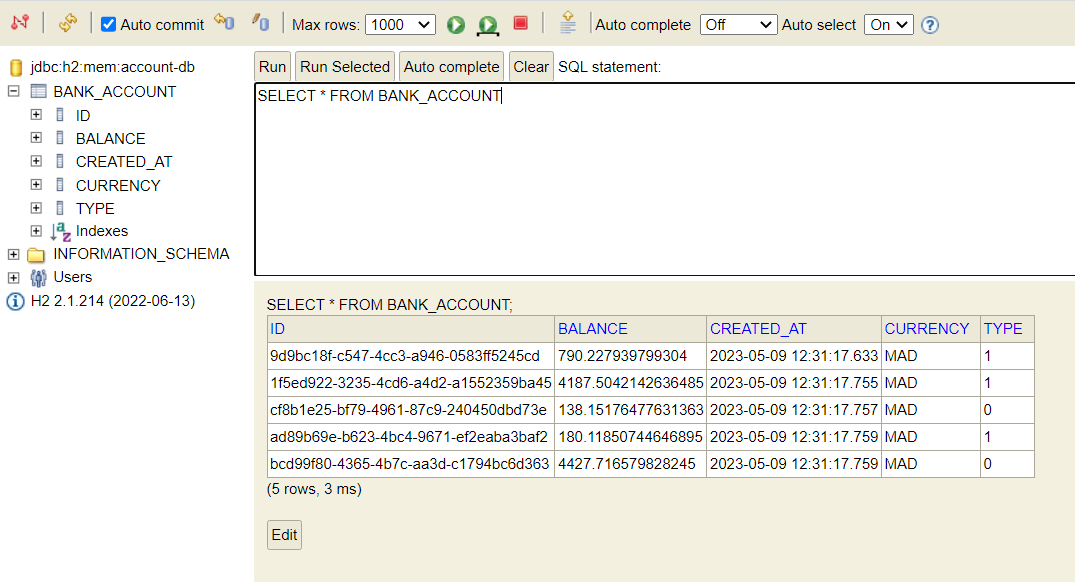 Auto commit Max rows: 1000 Auto complete Off Auto select On ?
jdbc:h2:mem:account-db
BANK_ACCOUNT
ID
BALANCE
CREATED_AT
CURRENCY
TYPE
Indexes
INFORMATION_SCHEMA
Users
H2 2.1.214 (2022-06-13)
Run Run Selected Auto complete Clear SQL statement:
SELECT * FROM BANK_ACCOUNT
SELECT * FROM BANK_ACCOUNT;
ID BALANCE CREATED_AT CURRENCY TYPE
9d9bc18f-c547-4cc3-a946-0583ff5245cd 790.227939799304 2023-05-09 12:31:17.633 MAD 1
1f5ed922-3235-4cd6-a4d2-a1552359ba45 4187.5042142636485 2023-05-09 12:31:17.755 MAD 1
cf8b1e25-bf79-4961-87c9-240450dbd73e 138.15176477631363 2023-05-09 12:31:17.757 MAD 0
ad89b69e-b623-4bc4-9671-ef2eaba3baf2 180.11850744646895 2023-05-09 12:31:17.759 MAD 1
bcd99f80-4365-4b7c-aa3d-c1794bc6d363 4427.716579828245 2023-05-09 12:31:17.759 MAD 0
(5 rows, 3 ms)
Edit